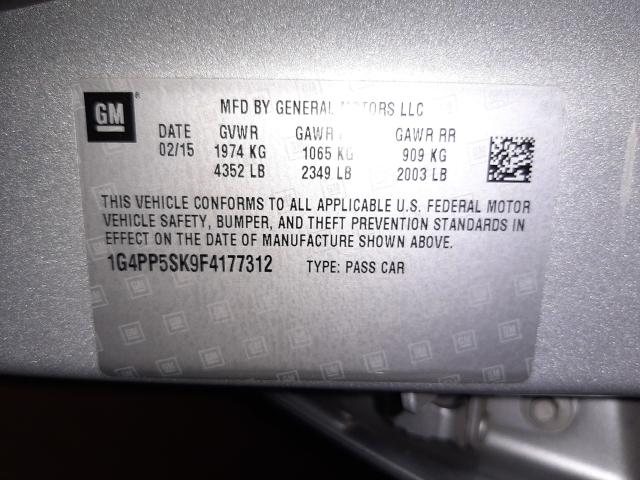 GM ® MFD BY GENERAL MOTORS LLC
DATE GVWR GAWR GAWR RR
02/15 1974 KG 1065 KG 909 KG
4352 LB 2349 LB 2003 LB
THIS VEHICLE CONFORMS TO ALL APPLICABLE U.S. FEDERAL MOTOR
VEHICLE SAFETY, BUMPER, AND THEFT PREVENTION STANDARDS IN
EFFECT ON THE DATE OF MANUFACTURE SHOWN ABOVE.
1G4PP5SK9F4177312 TYPE: PASS CAR